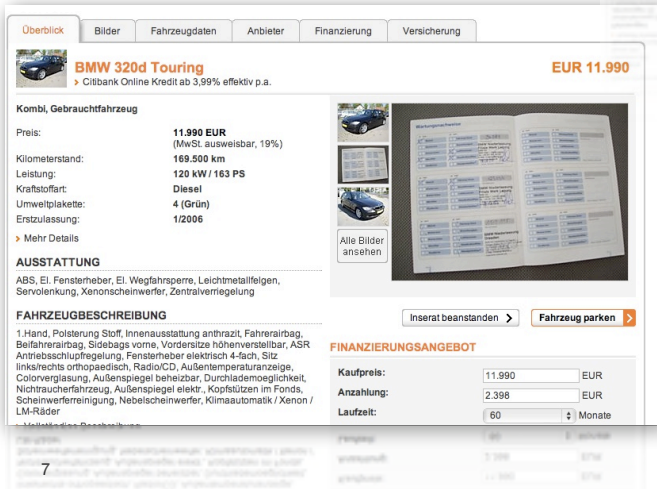 Überblick
Bilder
Fahrzeugdaten
Anbieter
Finanzierung
Versicherung
BMW 320d Touring
EUR 11.990
Citibank Online Kredit ab 3,99% effektiv p.a.
Kombi, Gebrauchtfahrzeug
Preis: 11.990 EUR
(MwSt. ausweisbar, 19%)
Kilometerstand: 169.500 km
Leistung: 120 kW / 163 PS
Kraftstoffart: Diesel
Umweltplakette: 4 (Grün)
Erstzulassung: 1/2006
Mehr Details
Alle Bilder
ansehen
AUSSTATTUNG
ABS, El. Fensterheber, El. Wegfahrsperre, Leichtmetallfelgen,
Servolenkung, Xenonscheinwerfer, Zentralverriegelung
FAHRZEUGBESCHREIBUNG
1.Hand, Polsterung Stoff, Innenausstattung anthrazit, Fahrerairbag,
Beifahrerairbag, Sidebags vorne, Vordersitze höhenverstellbar, ASR
Antriebsschlupfregelung, Fensterheber elektrisch 4-fach, Sitz
links/rechts orthopaedisch, Radio/CD, Außentemperaturanzeige,
Colorverglasung, Außenspiegel beheizbar, Durchlademoeglichkeit,
Nichtraucherfahrzeug, Außenspiegel elektr., Kopfstützen im Fonds,
Scheinwerferreinigung, Nebelscheinwerfer, Klimaautomatik / Xenon /
LM-Räder
Vollständige Beschreibung
Inserat beanstanden
Fahrzeug parken
FINANZIERUNGSANGEBOT
Kaufpreis: 11.990 EUR
Anzahlung: 2.398 EUR
Laufzeit: 60 Monate
7